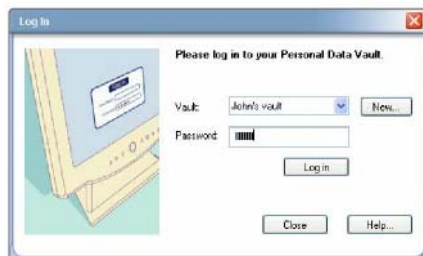 Log In
Please log in to your Personal Data Vault.
Vault: John's vault New...
Password:
Log in
Close Help...